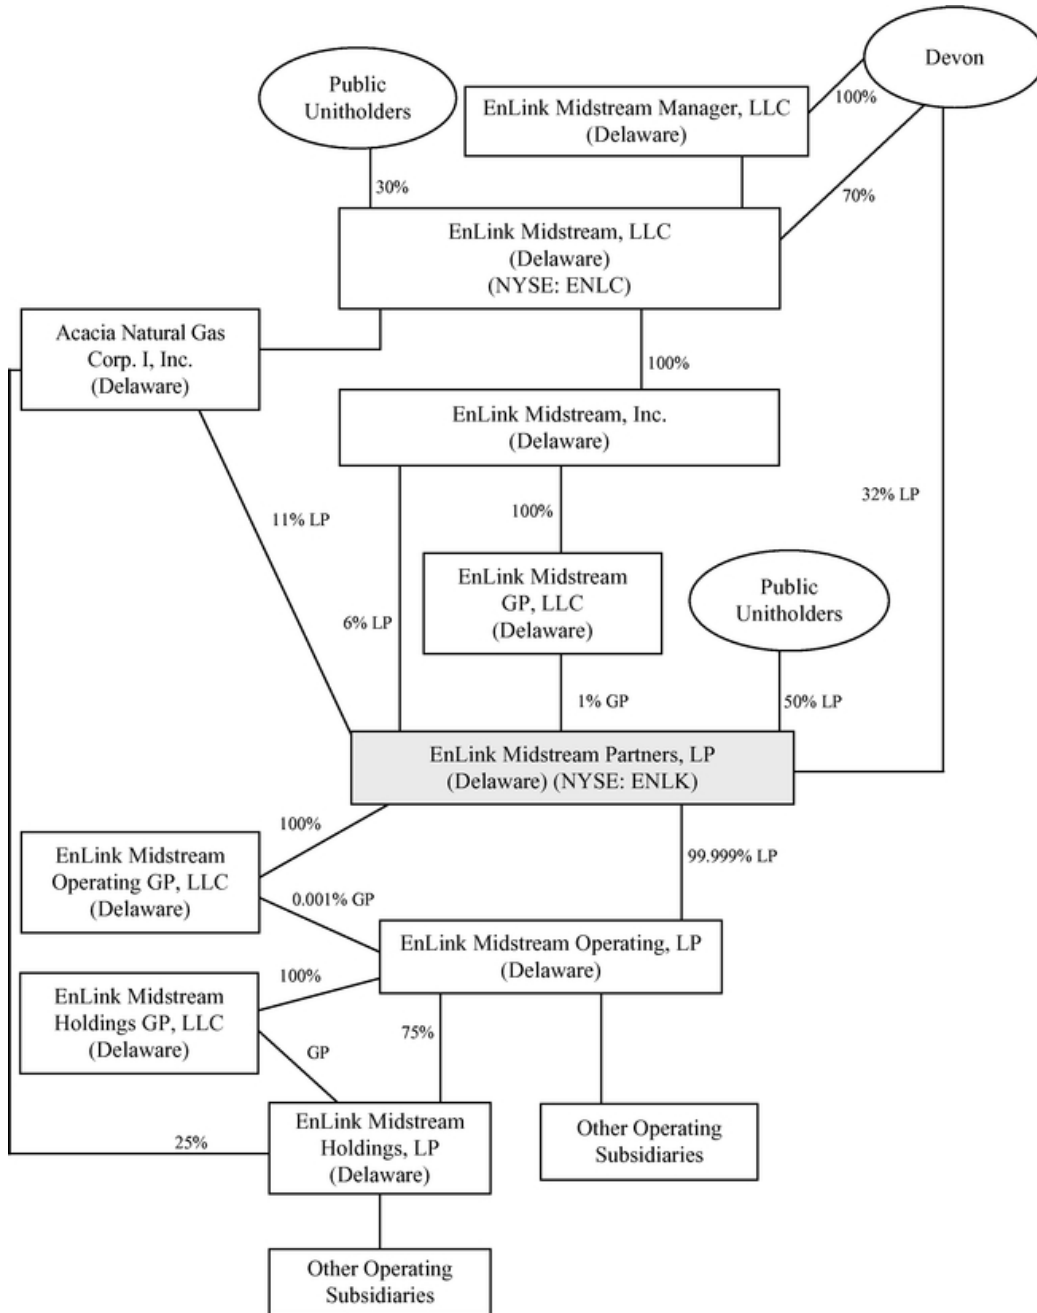 Devon
Public
Unitholders
EnLink Midstream Manager, LLC
(Delaware)
100%
30%
70%
EnLink Midstream, LLC
(Delaware)
(NYSE: ENLC)
Acacia Natural Gas
Corp. I, Inc.
(Delaware)
100%
EnLink Midstream, Inc.
(Delaware)
11% LP
100%
32% LP
EnLink Midstream
GP, LLC
(Delaware)
Public
Unitholders
6% LP
1% GP
50% LP
EnLink Midstream Partners, LP
(Delaware) (NYSE: ENLK)
100%
99.999% LP
EnLink Midstream
Operating GP, LLC
(Delaware)
0.001% GP
EnLink Midstream Operating, LP
(Delaware)
100%
EnLink Midstream
Holdings GP, LLC
(Delaware)
75%
GP
EnLink Midstream
Holdings, LP
(Delaware)
25%
Other Operating
Subsidiaries
Other Operating
Subsidiaries